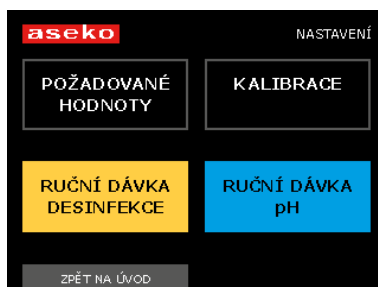 aseko NASTAVENÍ
POŽADOVANÉ
HODNOTY
KALIBRACE
RUČNÍ DÁVKA
DESINFEKCE
RUČNÍ DÁVKA
pH
ZPĚT NA ÚVOD